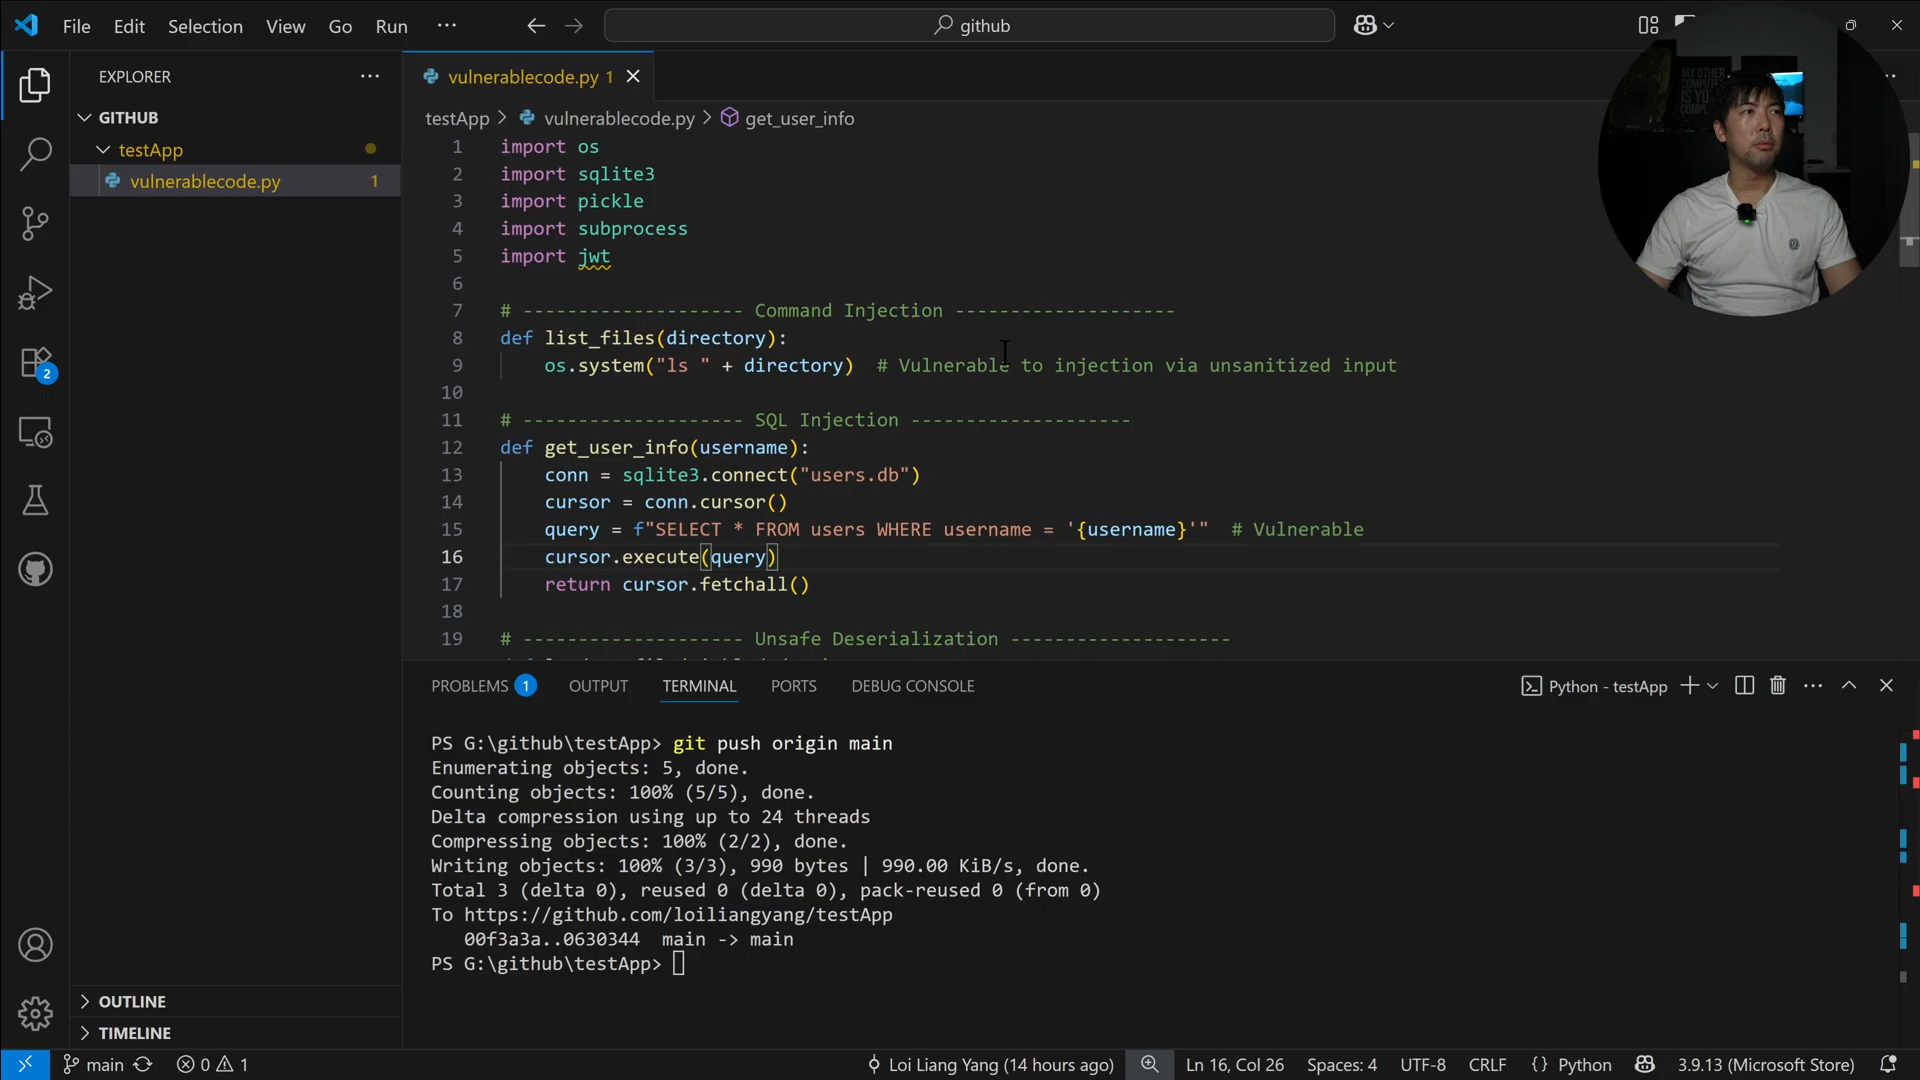 File Edit Selection View Go Run ··· github
EXPLORER ···
GITHUB
testApp
vulnerablecode.py 1
vulnerablecode.py 1
testApp > vulnerablecode.py > get_user_info
1 import os
2 import sqlite3
3 import pickle
4 import subprocess
5 import jwt
6
7 # -------------------- Command Injection --------------------
8 def list_files(directory):
9 os.system("ls " + directory) # Vulnerable to injection via unsanitized input
10
11 # -------------------- SQL Injection --------------------
12 def get_user_info(username):
13 conn = sqlite3.connect("users.db")
14 cursor = conn.cursor()
15 query = f"SELECT * FROM users WHERE username = '{username}'" # Vulnerable
16 cursor.execute(query)
17 return cursor.fetchall()
18
19 # -------------------- Unsafe Deserialization --------------------
2
PROBLEMS 1 OUTPUT TERMINAL PORTS DEBUG CONSOLE Python - testApp
PS G:\github\testApp> git push origin main
Enumerating objects: 5, done.
Counting objects: 100% (5/5), done.
Delta compression using up to 24 threads
Compressing objects: 100% (2/2), done.
Writing objects: 100% (3/3), 990 bytes | 990.00 KiB/s, done.
Total 3 (delta 0), reused 0 (delta 0), pack-reused 0 (from 0)
To https://github.com/loiliangyang/testApp
00f3a3a..0630344 main -> main
PS G:\github\testApp>
OUTLINE
TIMELINE
main 0 1 Loi Liang Yang (14 hours ago) Ln 16, Col 26 Spaces: 4 UTF-8 CRLF {} Python 3.9.13 (Microsoft Store)
MY OTHER
COMPUTER
IS YO